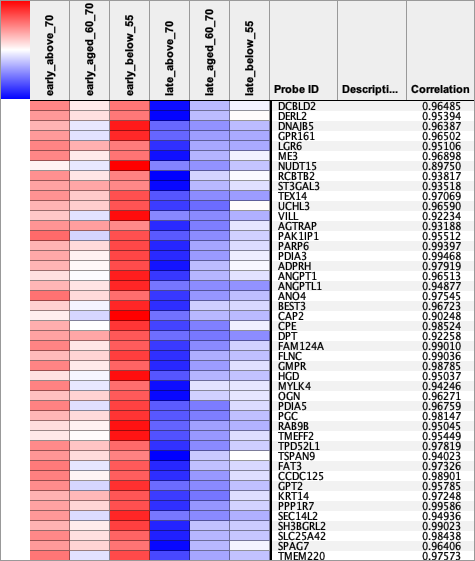 early_above_70
early_aged_60_70
early_below_55
late_above_70
late_aged_60_70
late_below_55
Probe ID Descripti... Correlation
DCBLD2 0.96485
DERL2 0.95394
DNAJB5 0.96387
GPR161 0.96502
LGR6 0.95106
ME3 0.96898
NUDT15 0.89750
RCBTB2 0.93817
ST3GAL3 0.93518
TEX14 0.97069
UCHL3 0.96590
VILL 0.92234
AGTRAP 0.93188
PAK1IP1 0.95512
PARP6 0.99397
PDIA3 0.99468
ADPRH 0.97919
ANGPT1 0.96513
ANGPTL1 0.94877
ANO4 0.97545
BEST3 0.96723
CAP2 0.90248
CPE 0.98524
DPT 0.92258
FAM124A 0.99010
FLNC 0.99036
GMPR 0.98785
HGD 0.95037
MYLK4 0.94246
OGN 0.96271
PDIA5 0.96759
PGC 0.98147
RAB9B 0.95045
TMEFF2 0.95449
TPD52L1 0.97819
TSPAN9 0.94023
FAT3 0.97326
CCDC125 0.98901
GPT2 0.95785
KRT14 0.97248
PPP1R7 0.99586
SEC14L2 0.94936
SH3BGRL2 0.99023
SLC25A42 0.98438
SPAG7 0.96406
TMEM220 0.97573